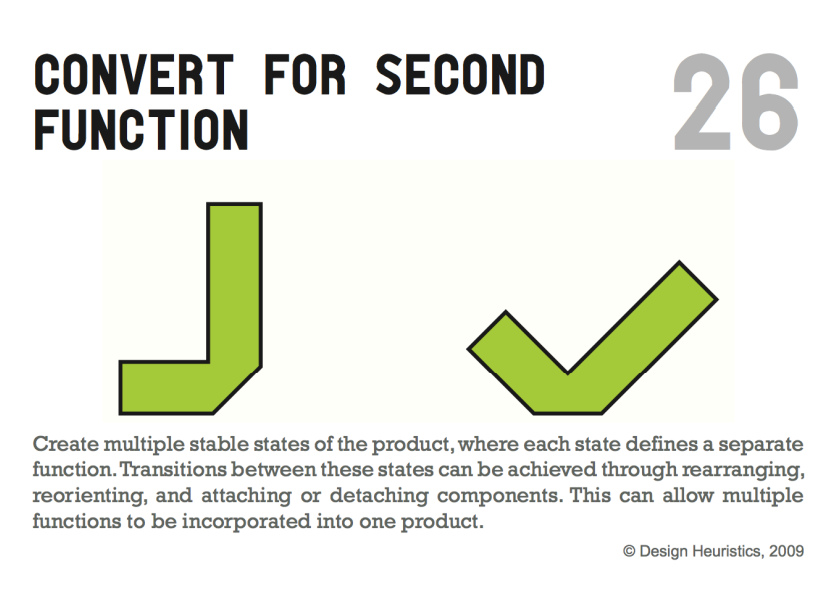 CONVERT FOR SECOND
FUNCTION
26
Create multiple stable states of the product, where each state defines a separate
function. Transitions between these states can be achieved through rearranging,
reorienting, and attaching or detaching components. This can allow multiple
functions to be incorporated into one product.
© Design Heuristics, 2009